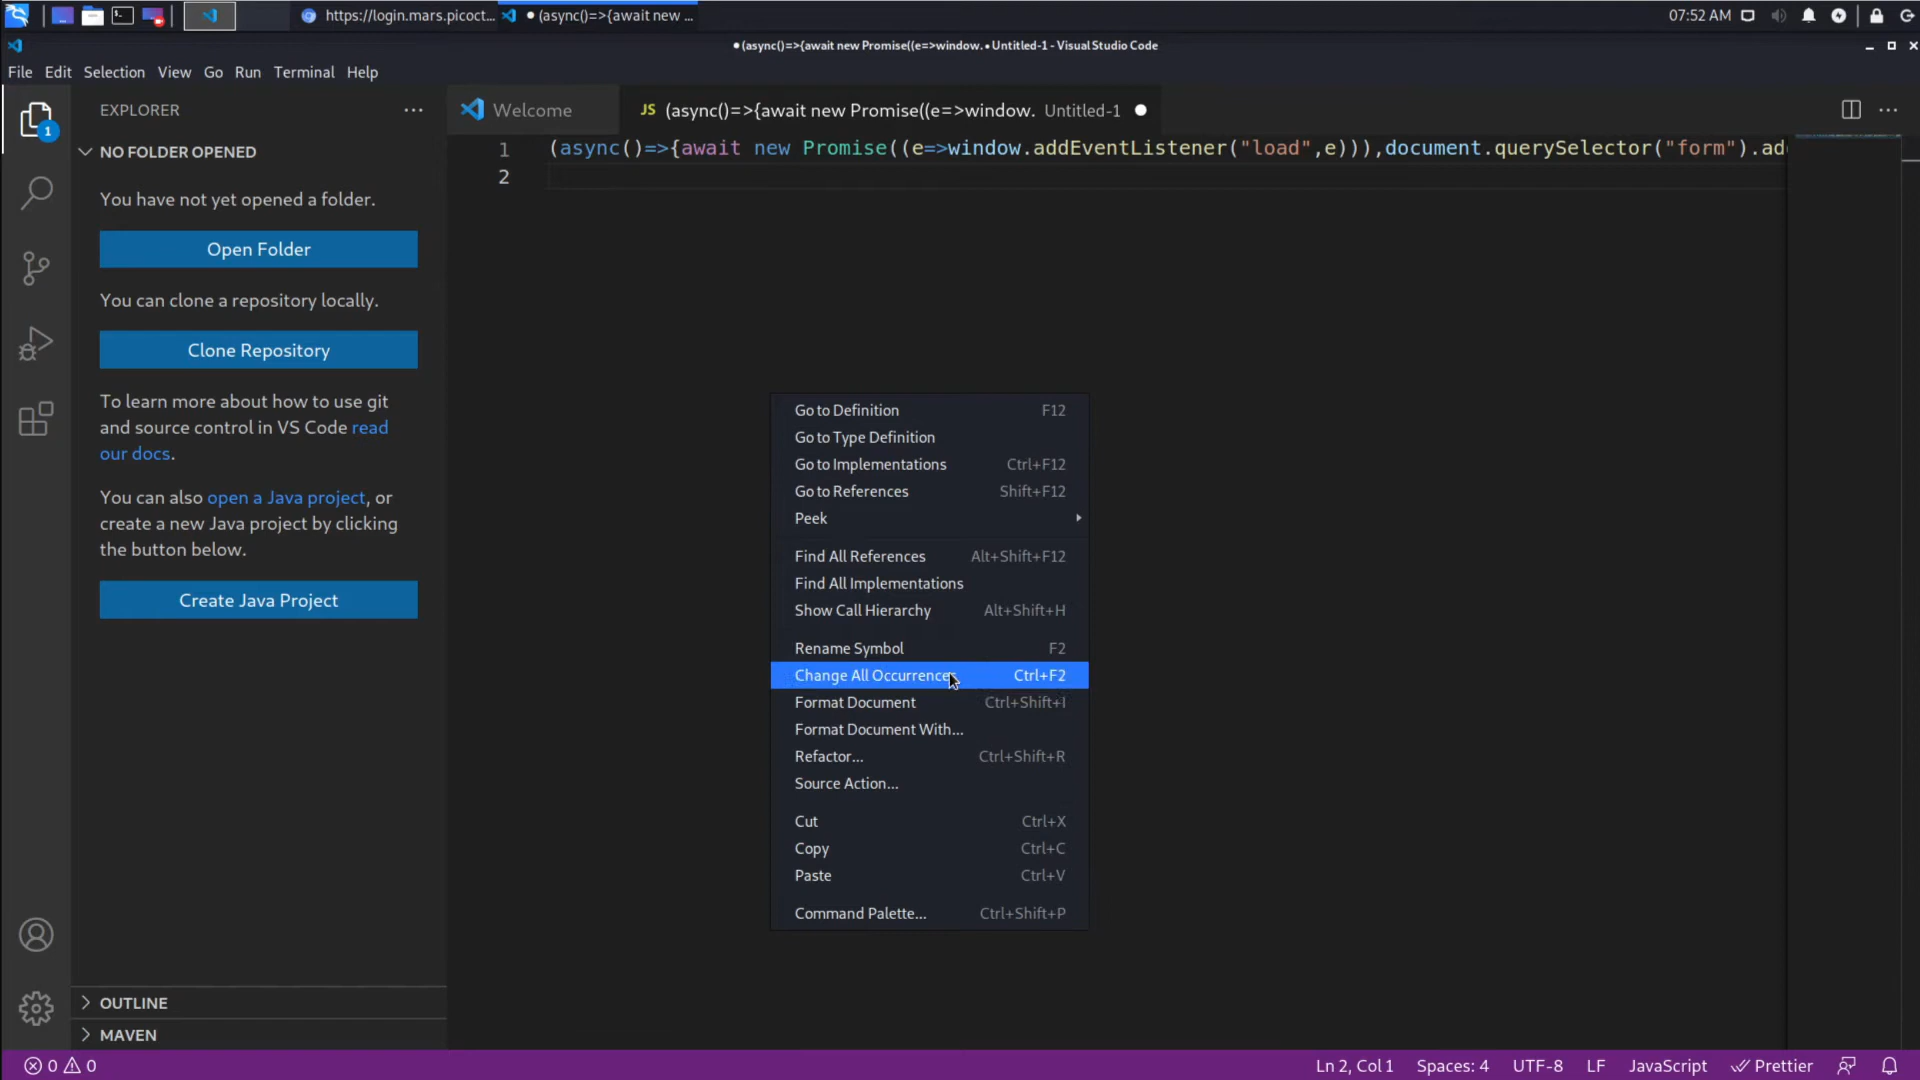 https://login.mars.picoct...
(async()=>{await new ...
07:52 AM
(async()=>{await new Promise((e=>window. • Untitled-1 - Visual Studio Code
File Edit Selection View Go Run Terminal Help
EXPLORER
Welcome
JS (async()=>{await new Promise((e=>window. Untitled-1
1
NO FOLDER OPENED
1 (async()=>{await new Promise((e=>window.addEventListener("load",e))),document.querySelector("form").ad
2
You have not yet opened a folder.
Open Folder
You can clone a repository locally.
Clone Repository
To learn more about how to use git
and source control in VS Code read
our docs.
You can also open a Java project, or
create a new Java project by clicking
the button below.
Create Java Project
Go to Definition F12
Go to Type Definition
Go to Implementations Ctrl+F12
Go to References Shift+F12
Peek
Find All References Alt+Shift+F12
Find All Implementations
Show Call Hierarchy Alt+Shift+H
Rename Symbol F2
Change All Occurrences Ctrl+F2
Format Document Ctrl+Shift+I
Format Document With...
Refactor... Ctrl+Shift+R
Source Action...
Cut Ctrl+X
Copy Ctrl+C
Paste Ctrl+V
Command Palette... Ctrl+Shift+P
OUTLINE
MAVEN
0 0
Ln 2, Col 1 Spaces: 4 UTF-8 LF JavaScript Prettier